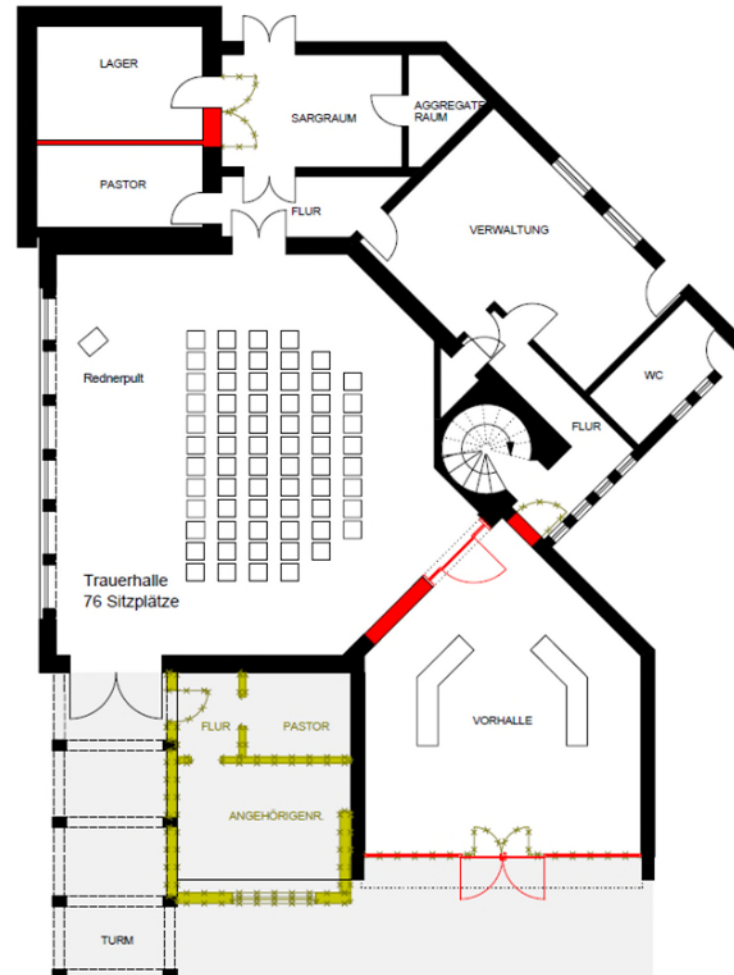 LAGER
SARGRAUM
AGGREGATE
RAUM
PASTOR
FLUR
VERWALTUNG
Rednerpult
WC
FLUR
Trauerhalle
76 Sitzplätze
FLUR
PASTOR
VORHALLE
ANGEHÖRIGENR.
TURM